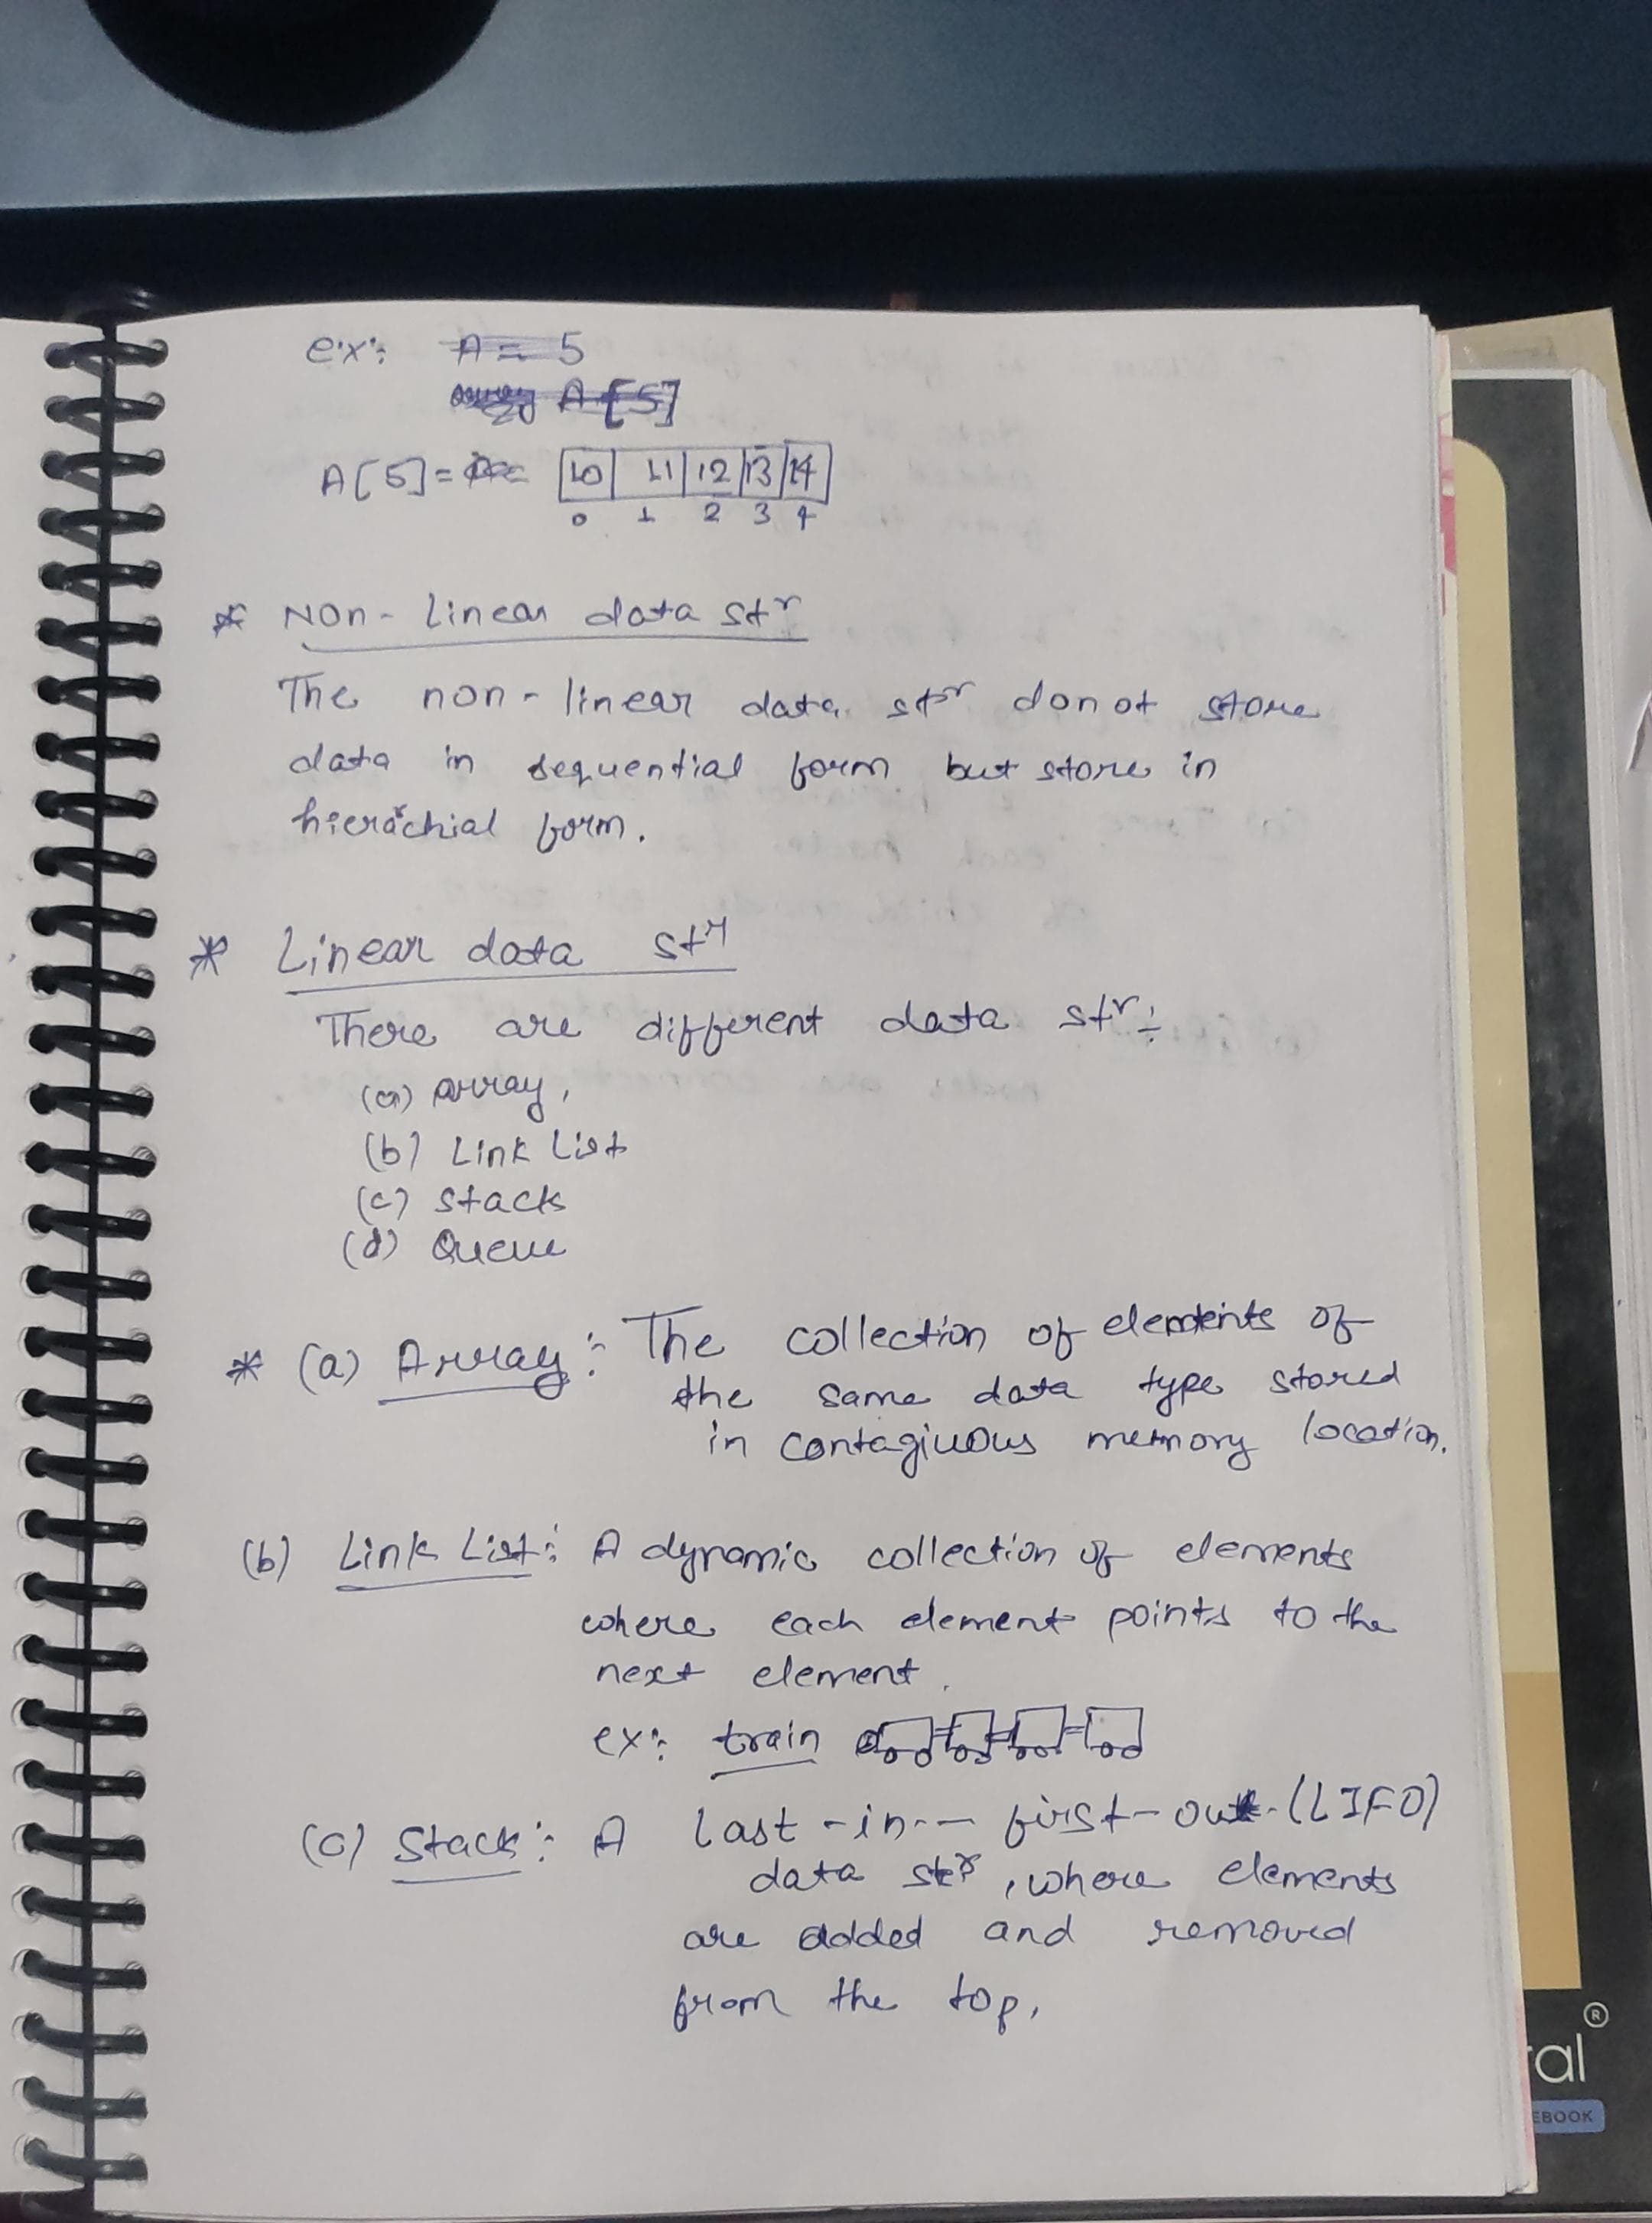 ex:- A = 5
array A[5]
A[5] = 10 11 12 13 14
0 1 2 3 4
* Non-Linear data stʳ
The non-linear data stʳ donot store
data in sequential form but store in
hierarchial form.
* Linear data stʳ
There are different data stʳ :-
(a) Array,
(b) Link List
(c) Stack
(d) Queue
* (a) Array :- The collection of elements of
the same data type stored
in contagiuous memory location.
(b) Link List :- A dynamic collection of elements
where each element points to the
next element.
ex:- train
(c) Stack :- A last-in-first-out-(LIFO)
data stʳ, where elements
are added and removed
from the top,
ral®
EBOOK